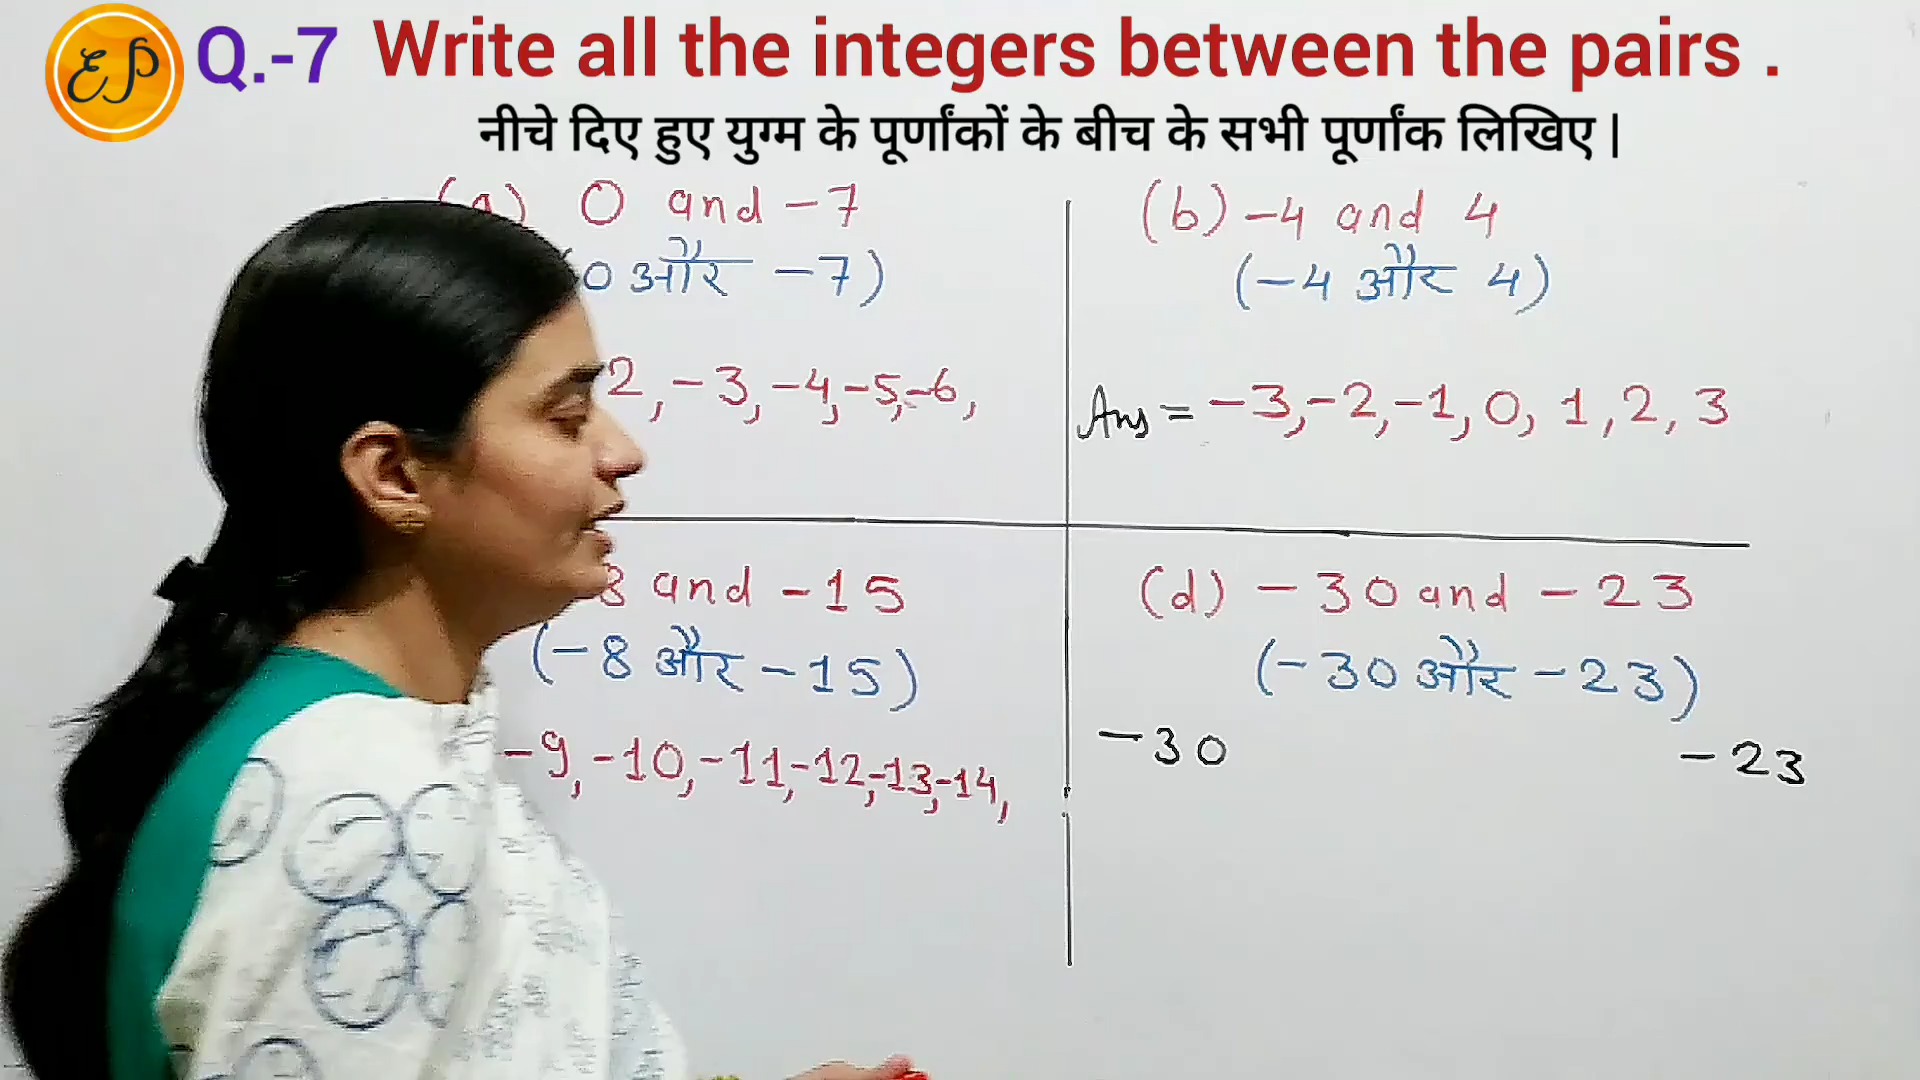 EP Q.-7 Write all the integers between the pairs .
नीचे दिए हुए युग्म के पूर्णांकों के बीच के सभी पूर्णांक लिखिए |
(a) 0 and -7
0 और -7)
2, -3, -4, -5, -6,
(b) -4 and 4
(-4 और 4)
Ans = -3, -2, -1, 0, 1, 2, 3
8 and -15
(-8 और -15)
-9, -10, -11, -12, -13, -14,
(d) -30 and -23
(-30 और -23)
-30 -23